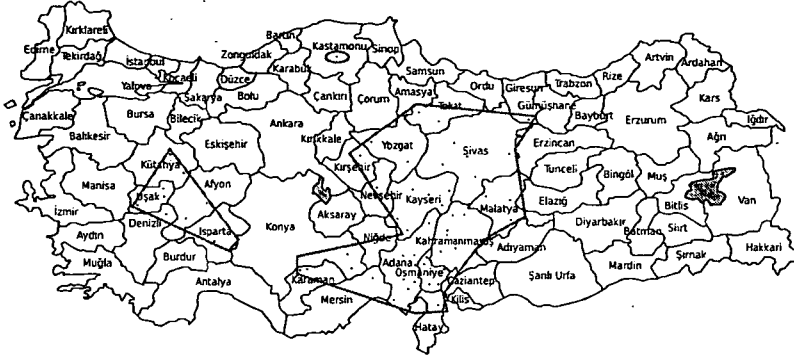 Kırklareli
Edirne
Tekirdağ
İstanbul
Kocaeli
Yalova
Sakarya
Düzce
Zonguldak
Bartın
Karabük
Kastamonu
Sinop
Bolu
Çankırı
Çorum
Samsun
Amasya
Tokat
Ordu
Giresun
Trabzon
Rize
Artvin
Ardahan
Gümüşhane
Bayburt
Erzurum
Kars
Iğdır
Ağrı
Çanakkale
Balıkesir
Bursa
Bilecik
Eskişehir
Ankara
Kırıkkale
Yozgat
Sivas
Erzincan
Tunceli
Bingöl
Muş
Bitlis
Van
Kütahya
Manisa
Uşak
Afyon
Kırşehir
Nevşehir
Kayseri
Malatya
Elazığ
Diyarbakır
Batman
Siirt
Hakkari
Şırnak
Mardin
İzmir
Aydın
Denizli
Isparta
Konya
Aksaray
Niğde
Kahramanmaraş
Adıyaman
Şanlı Urfa
Muğla
Burdur
Antalya
Karaman
Mersin
Adana
Osmaniye
Gaziantep
Kilis
Hatay